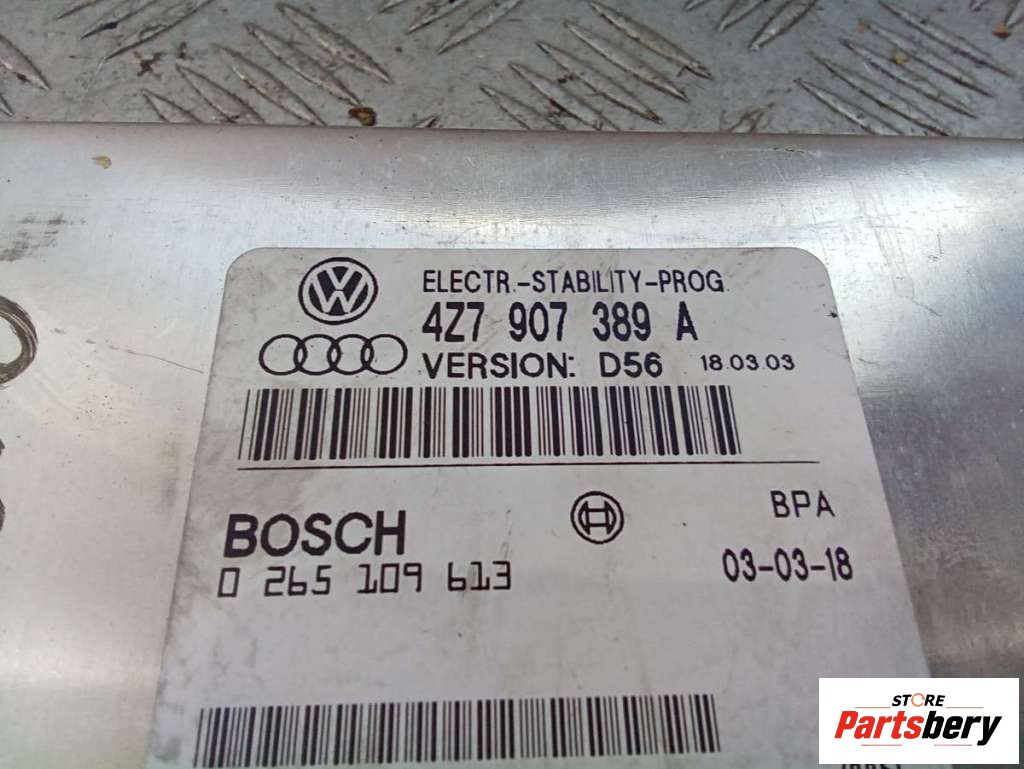 ELECTR.-STABILITY-PROG.
4Z7 907 389 A
VERSION: D56 18.03.03
BOSCH
BPA
0 265 109 613
03-03-18
STORE
Partsbery